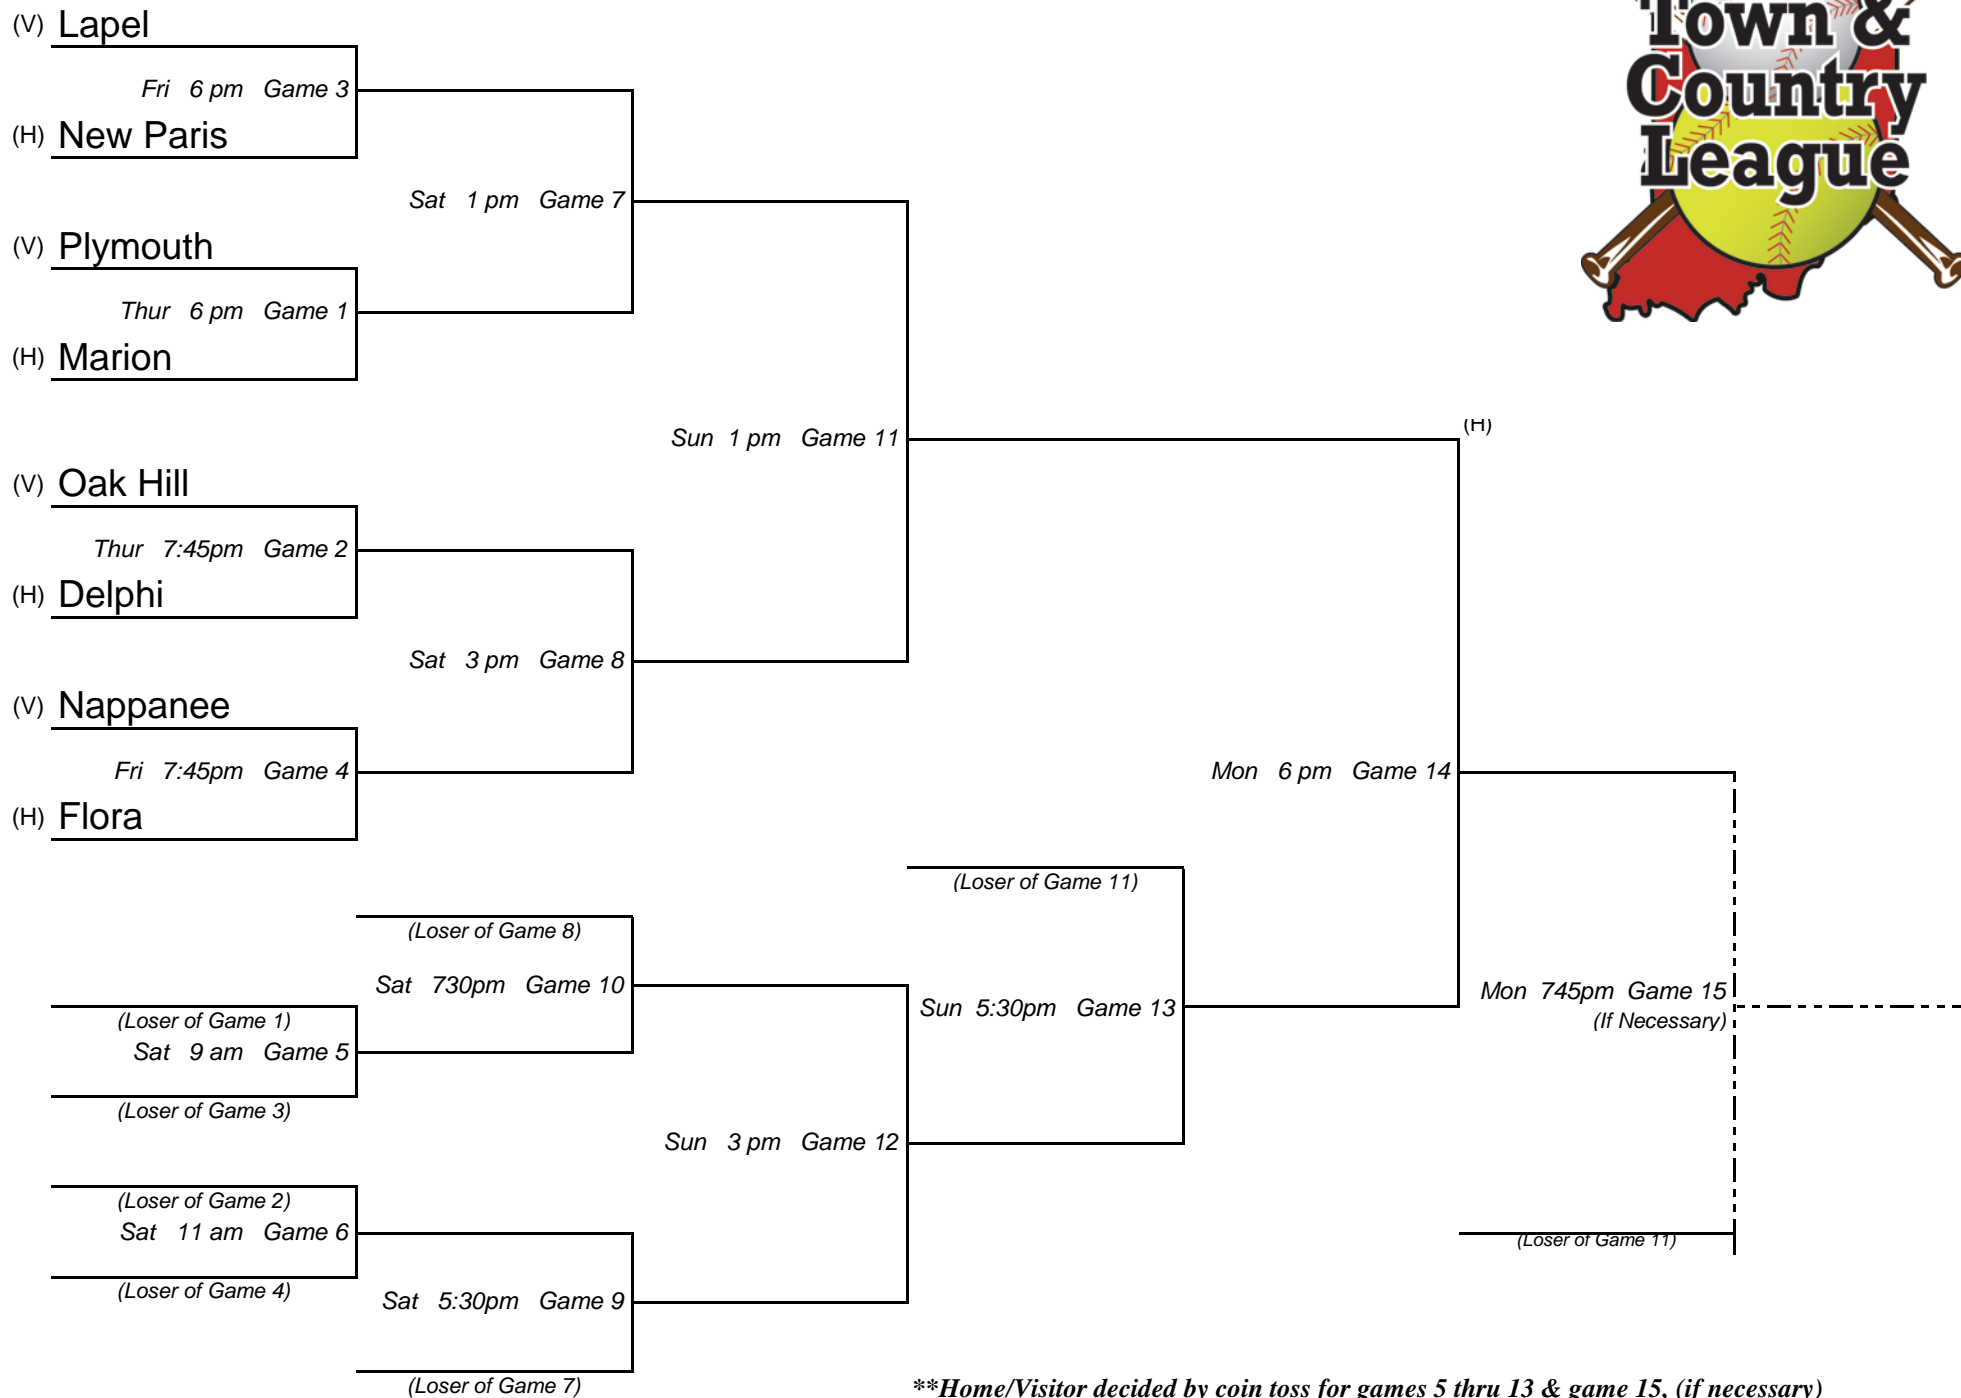 (V) Lapel
Fri 6 pm Game 3
(H) New Paris
Sat 1 pm Game 7
(V) Plymouth
Thur 6 pm Game 1
(H) Marion
Sun 1 pm Game 11
(H)
(V) Oak Hill
Thur 7:45pm Game 2
(H) Delphi
Sat 3 pm Game 8
(V) Nappanee
Fri 7:45pm Game 4
(H) Flora
Mon 6 pm Game 14
(Loser of Game 11)
(Loser of Game 8)
Sat 730pm Game 10
(Loser of Game 1)
Sat 9 am Game 5
(Loser of Game 3)
Sun 5:30pm Game 13
Mon 745pm Game 15
(If Necessary)
Sun 3 pm Game 12
(Loser of Game 2)
Sat 11 am Game 6
(Loser of Game 4)
Sat 5:30pm Game 9
(Loser of Game 7)
(Loser of Game 11)
**Home/Visitor decided by coin toss for games 5 thru 13 & game 15, (if necessary)
Town &
Country
League